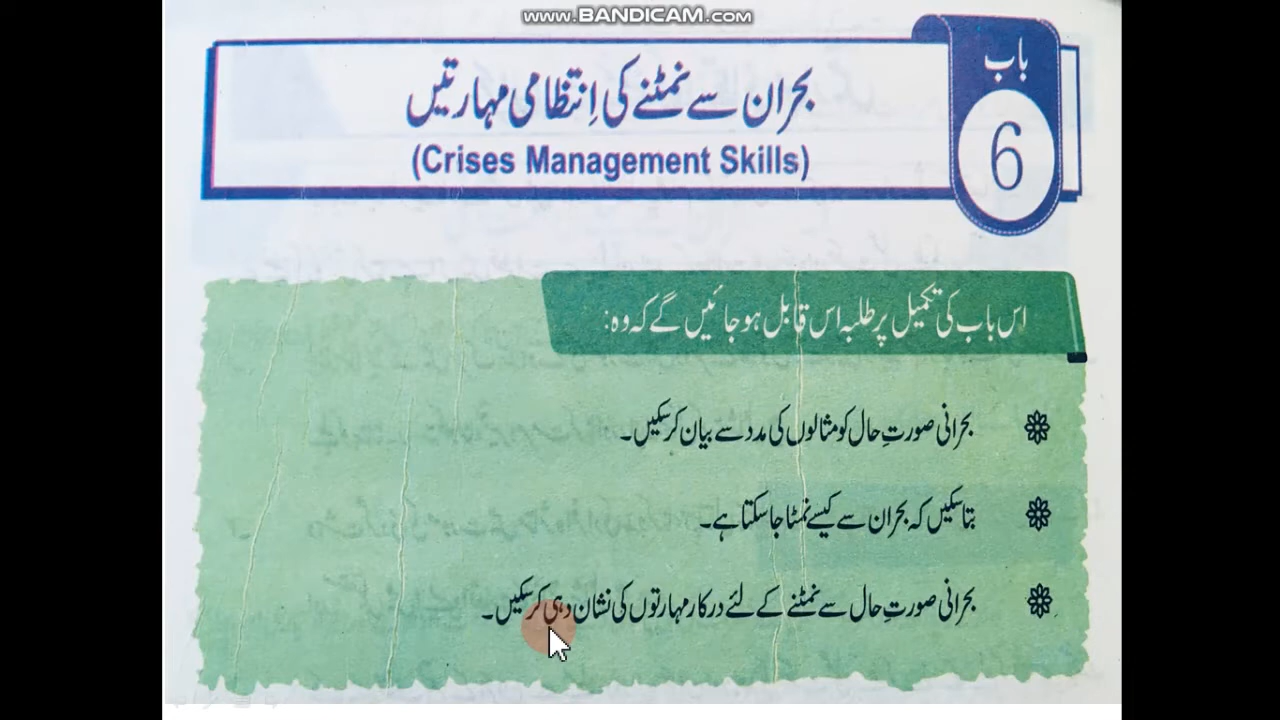 www.BANDICAM.com
باب
6
بحران سے نمٹنے کی اِنتظامی مہارتیں
(Crises Management Skills)
اس باب کی تکمیل پر طلبہ اس قابل ہو جائیں گے کہ وہ:
بحرانی صورتِ حال کو مثالوں کی مدد سے بیان کر سکیں۔
بتا سکیں کہ بحران سے کیسے نمٹا جا سکتا ہے۔
بحرانی صورتِ حال سے نمٹنے کے لئے درکار مہارتوں کی نشان دہی کر سکیں۔